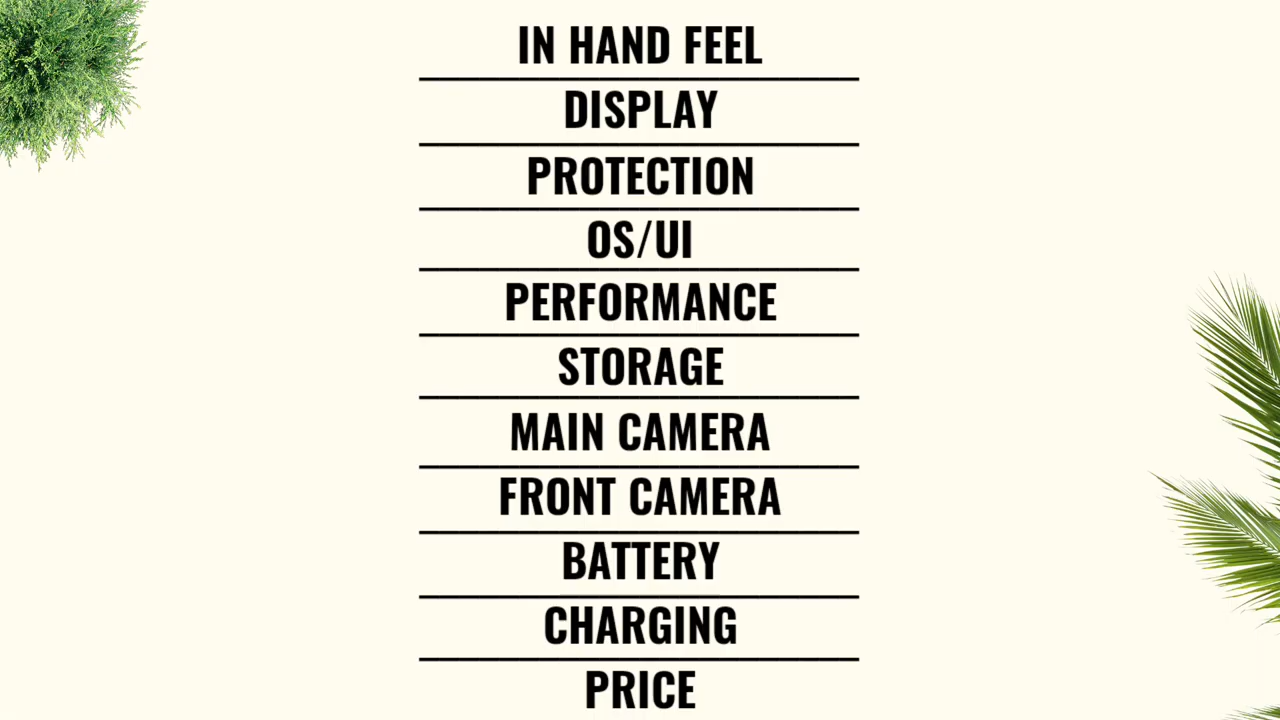 IN HAND FEEL
DISPLAY
PROTECTION
OS/UI
PERFORMANCE
STORAGE
MAIN CAMERA
FRONT CAMERA
BATTERY
CHARGING
PRICE